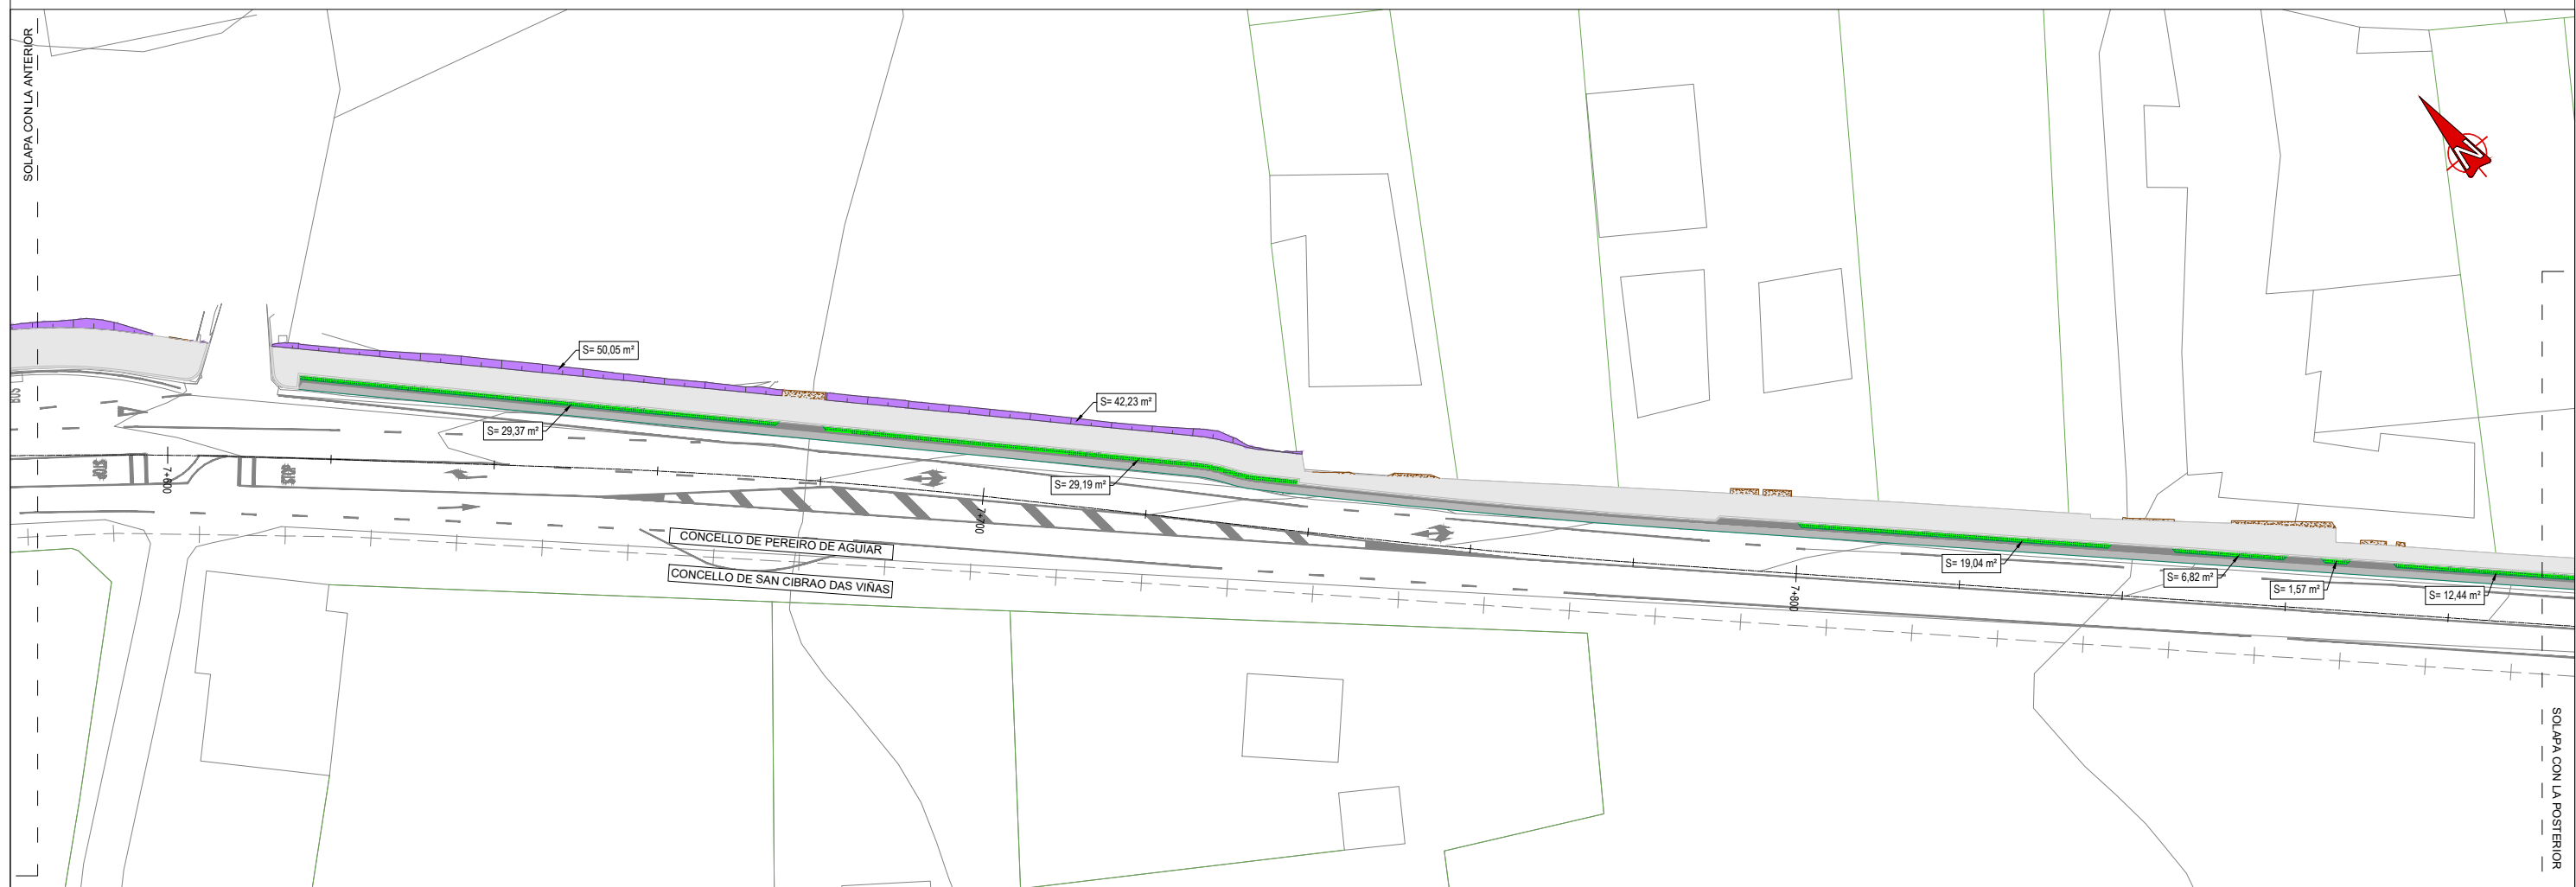 SOLAPA CON LA ANTERIOR
N
S= 50,05 m²
S= 42,23 m²
S= 29,37 m²
S= 29,19 m²
BUS
STOP
STOP
7+600
7+700
7+800
CONCELLO DE PEREIRO DE AGUIAR
CONCELLO DE SAN CIBRAO DAS VIÑAS
S= 19,04 m²
S= 6,82 m²
S= 1,57 m²
S= 12,44 m²
SOLAPA CON LA POSTERIOR